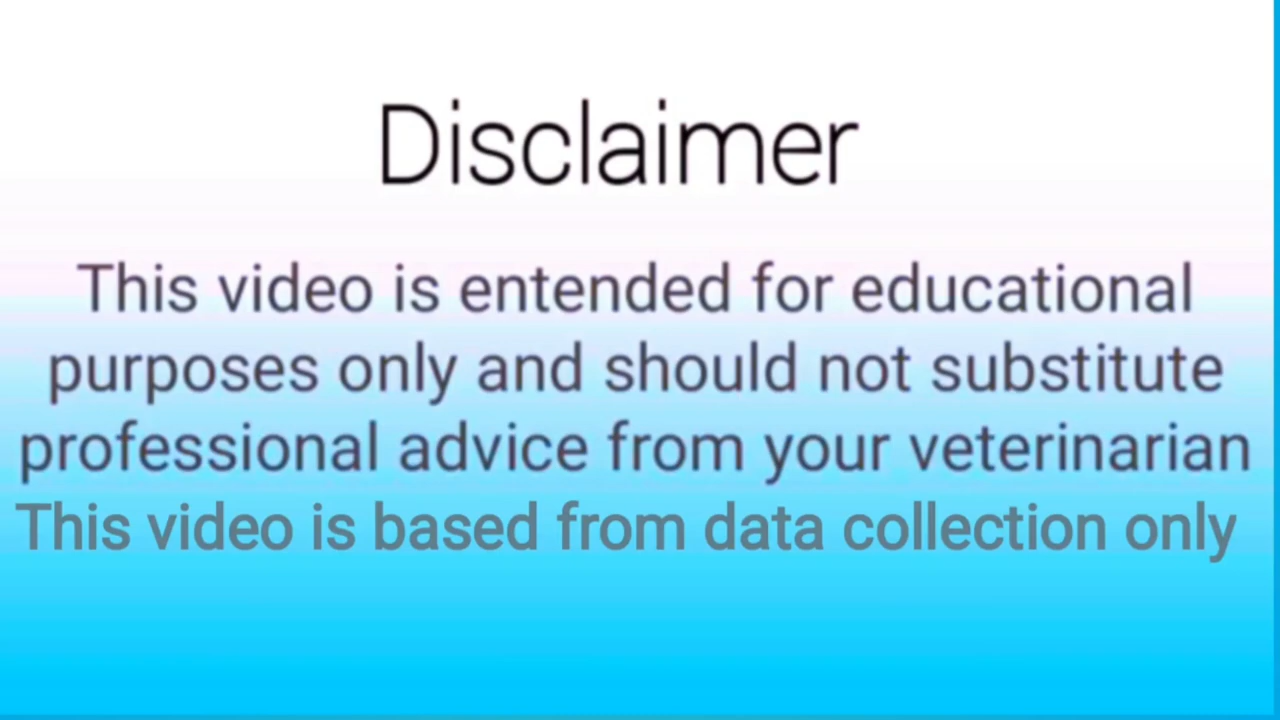 Disclaimer
This video is entended for educational
purposes only and should not substitute
professional advice from your veterinarian
This video is based from data collection only